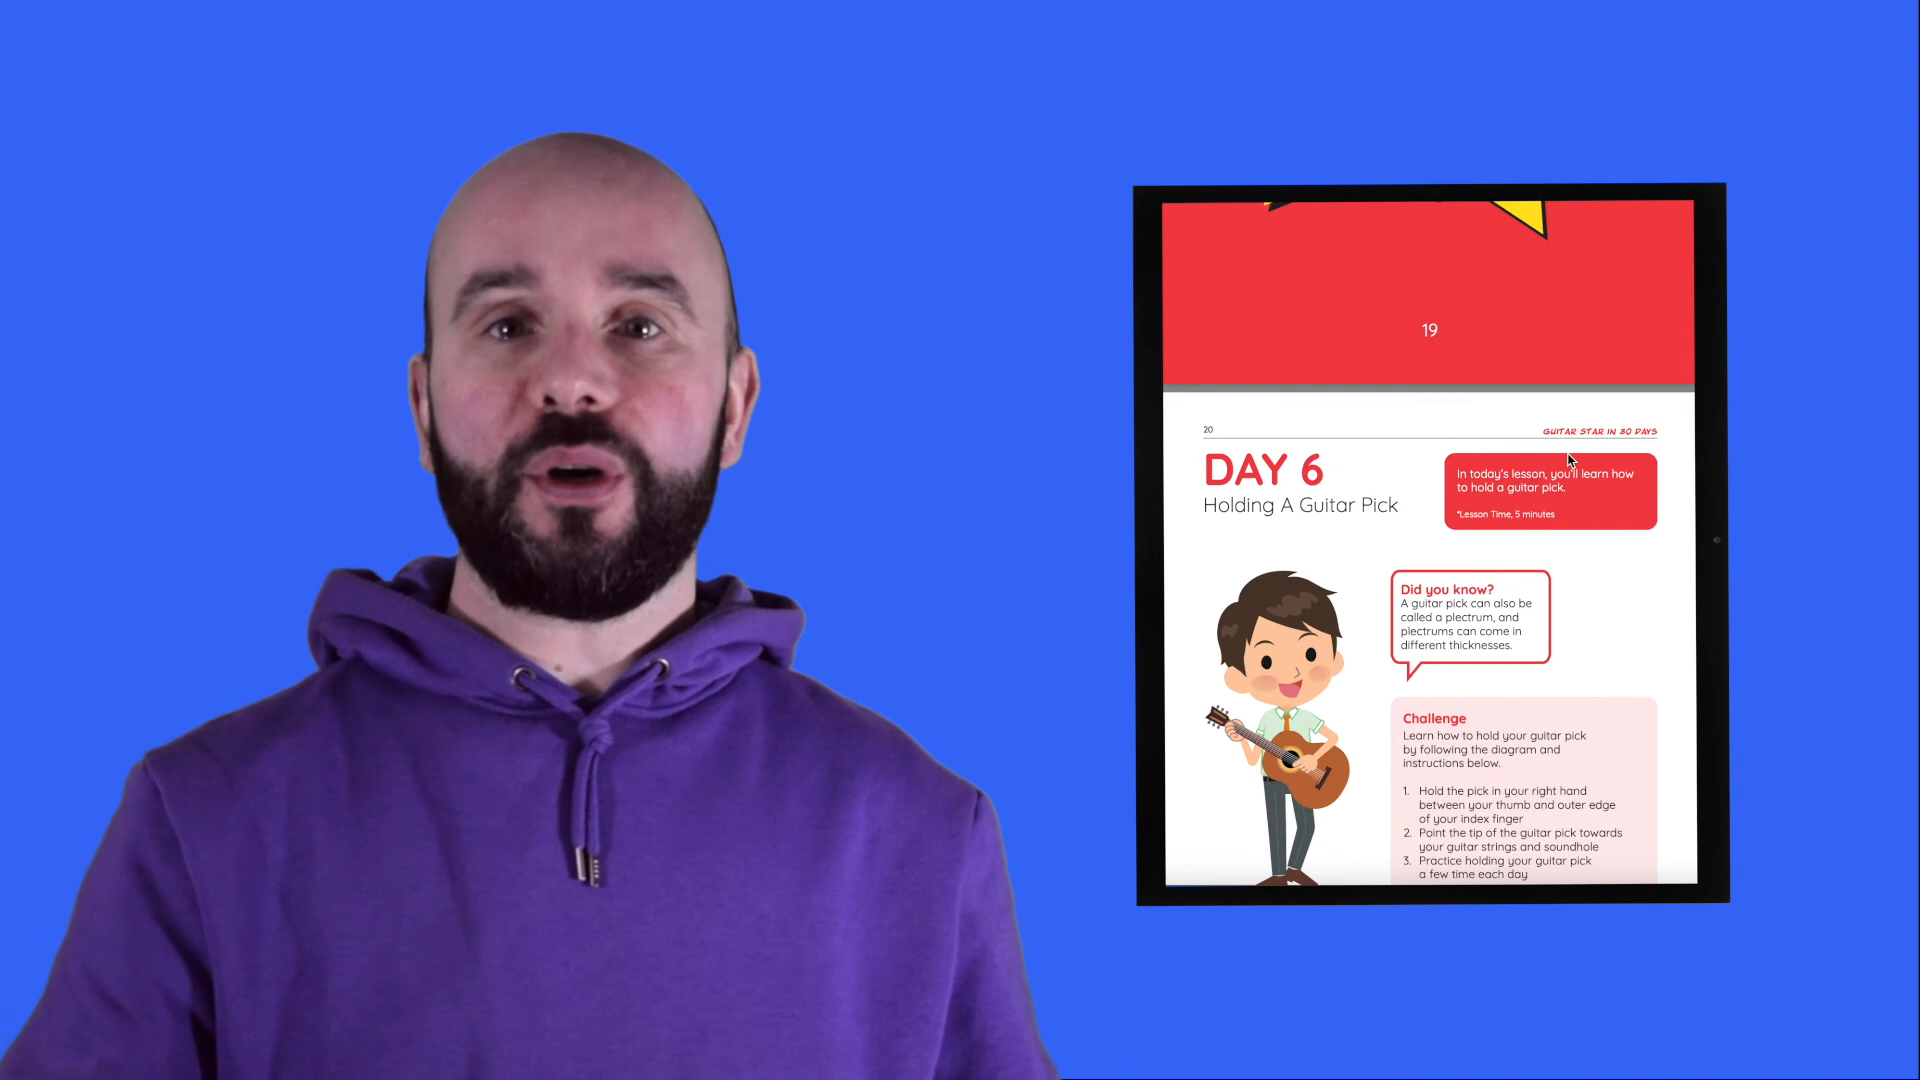 19
20
GUITAR STAR IN 30 DAYS
DAY 6
Holding A Guitar Pick
In today's lesson, you'll learn how
to hold a guitar pick.
*Lesson Time, 5 minutes
Did you know?
A guitar pick can also be
called a plectrum, and
plectrums can come in
different thicknesses.
Challenge
Learn how to hold your guitar pick
by following the diagram and
instructions below.
1. Hold the pick in your right hand
between your thumb and outer edge
of your index finger
2. Point the tip of the guitar pick towards
your guitar strings and soundhole
3. Practice holding your guitar pick
a few time each day